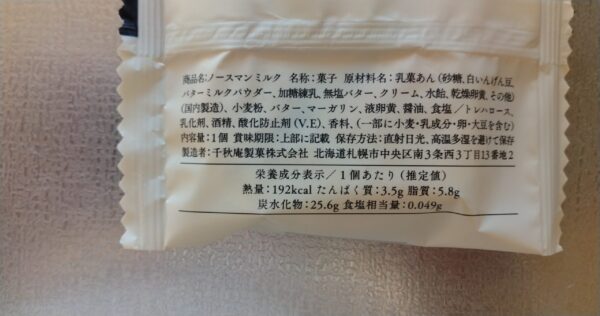 商品名:ノースマンミルク 名称:菓子 原材料名:乳菓あん(砂糖、白いんげん豆、
バターミルクパウダー、加糖練乳、無塩バター、クリーム、水飴、乾燥卵黄、その他)
(国内製造)、小麦粉、バター、マーガリン、液卵黄、醤油、食塩/トレハロース、
乳化剤、酒精、酸化防止剤(V.E)、香料、(一部に小麦・乳成分・卵・大豆を含む)
内容量:1個 賞味期限:上部に記載 保存方法:直射日光、高温多湿を避けて保存
製造者:千秋庵製菓株式会社 北海道札幌市中央区南3条西3丁目13番地2
栄養成分表示/1個あたり(推定値)
熱量:192kcal たんぱく質:3.5g 脂質:5.8g
炭水化物:25.6g 食塩相当量:0.049g